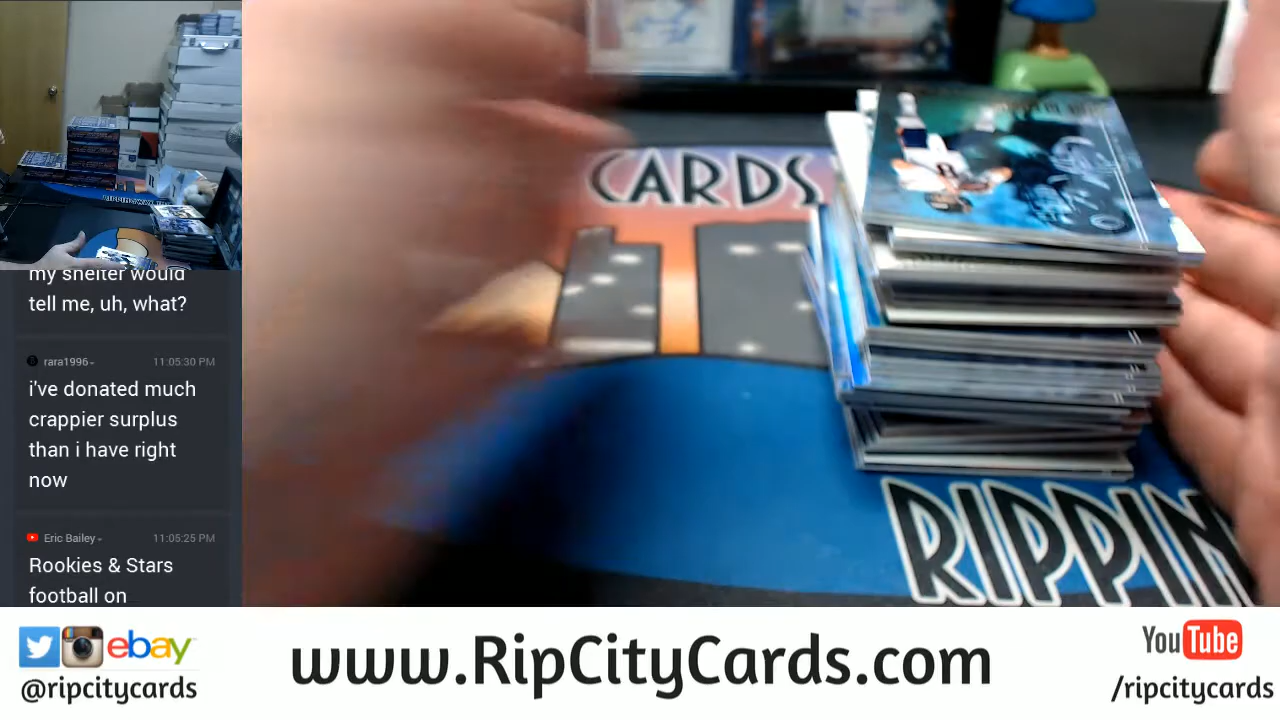 my shelter would
tell me, uh, what?
rara1996
11:05:30 PM
i've donated much
crappier surplus
than i have right
now
Eric Bailey
11:05:25 PM
Rookies & Stars
football on
CARDS
RIPPIN
ebay
@ripcitycards
www.RipCityCards.com
YouTube
/ripcitycards